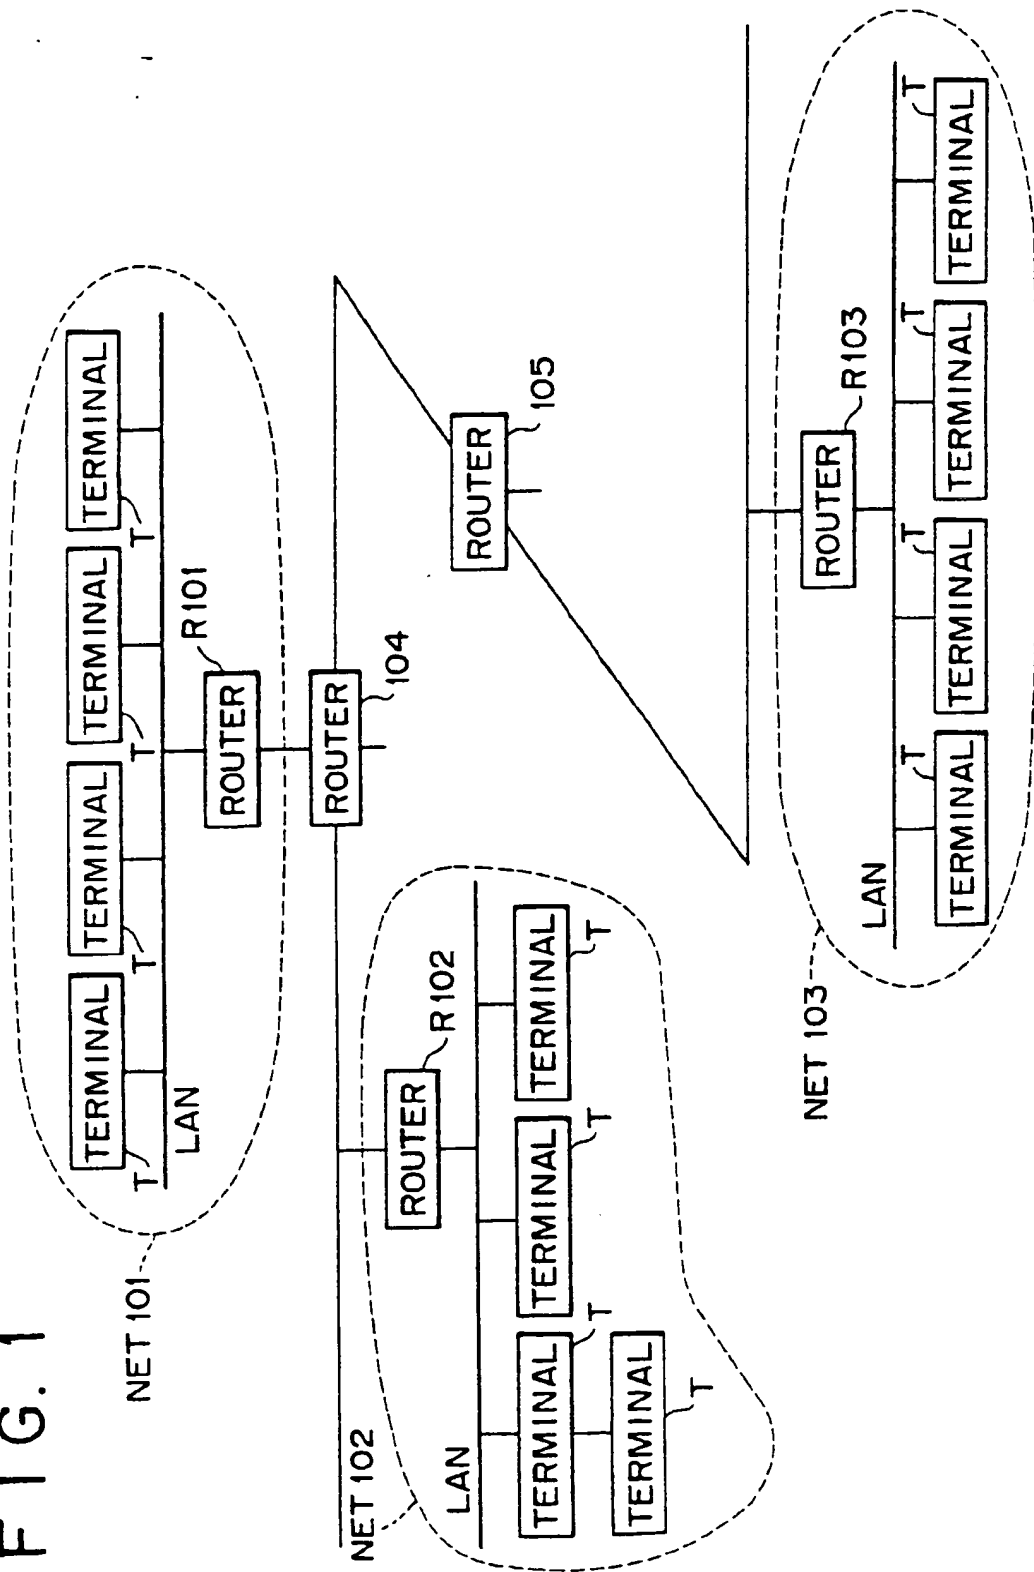 FIG. 1
NET 101
TERMINAL
TERMINAL
TERMINAL
TERMINAL
T
T
T
T
LAN
ROUTER
R101
ROUTER
104
NET 102
ROUTER
R102
LAN
TERMINAL
TERMINAL
TERMINAL
T
T
T
TERMINAL
T
ROUTER
105
NET 103
ROUTER
R103
LAN
T
T
T
T
TERMINAL
TERMINAL
TERMINAL
TERMINAL